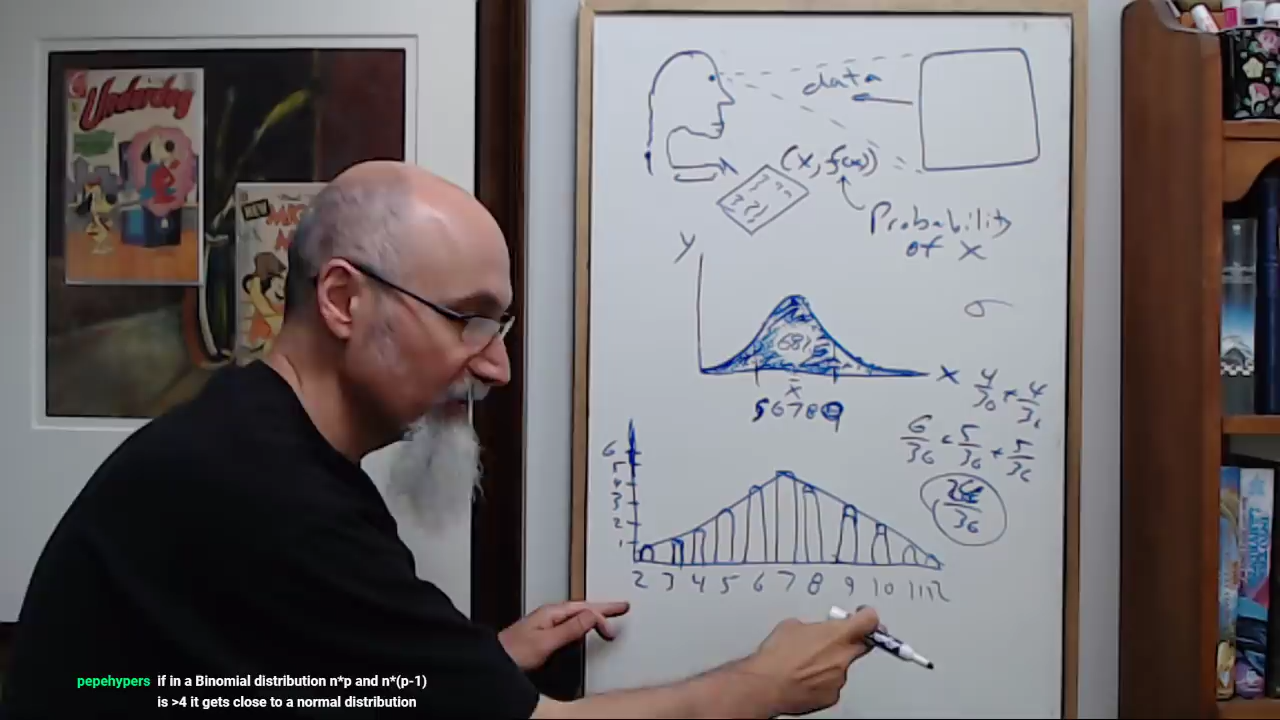 Underdog
NEW
data
(x, f(x))
Probability
of x
y
σ
68%
x
x̄
5 6 7 8 9
4/36 + 4/36
6/36 + 5/36 + 5/36
24/36
6
5
4
3
2
1
2 3 4 5 6 7 8 9 10 11 12
pepehypers if in a Binomial distribution n*p and n*(p-1)
is >4 it gets close to a normal distribution